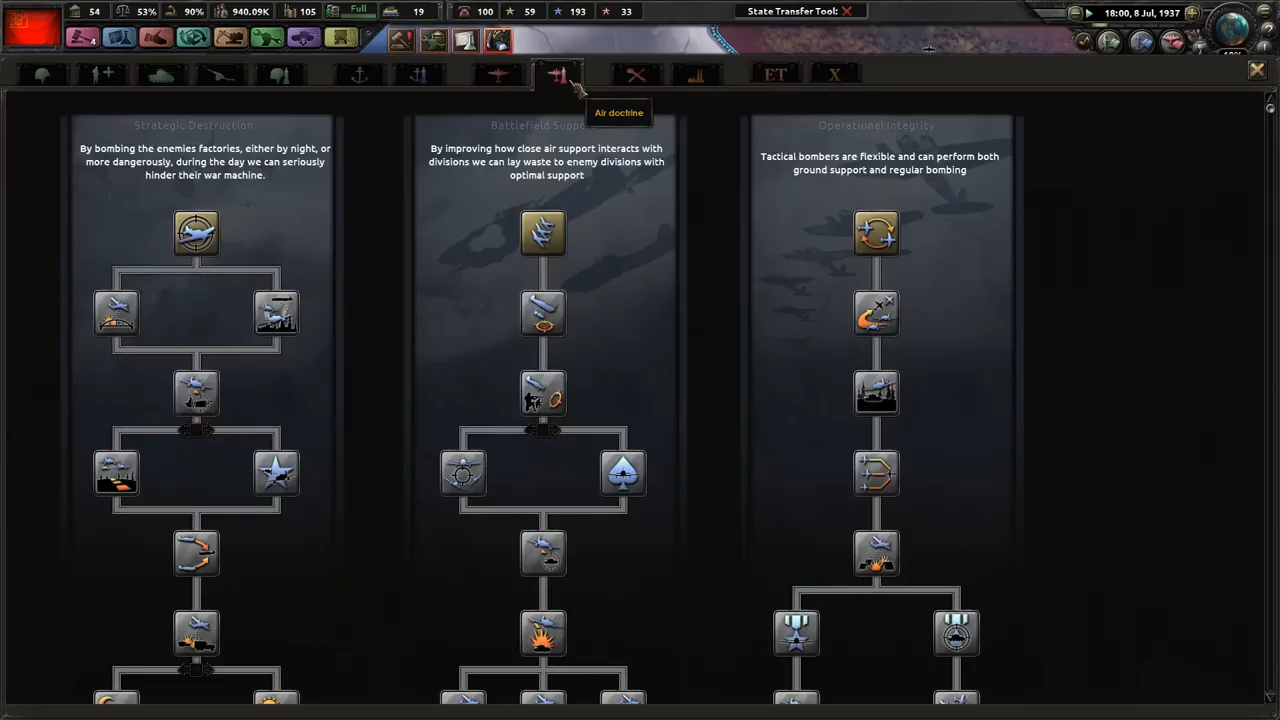 54 53% 90% 940.09K 105 Full 19 100 59 193 33 State Transfer Tool: 18:00, 8 Jul, 1937
4
ET X
Air doctrine
Strategic Destruction
By bombing the enemies factories, either by night, or
more dangerously, during the day we can seriously
hinder their war machine.
Battlefield Suppo
By improving how close air support interacts with
divisions we can lay waste to enemy divisions with
optimal support
Operational Integrity
Tactical bombers are flexible and can perform both
ground support and regular bombing